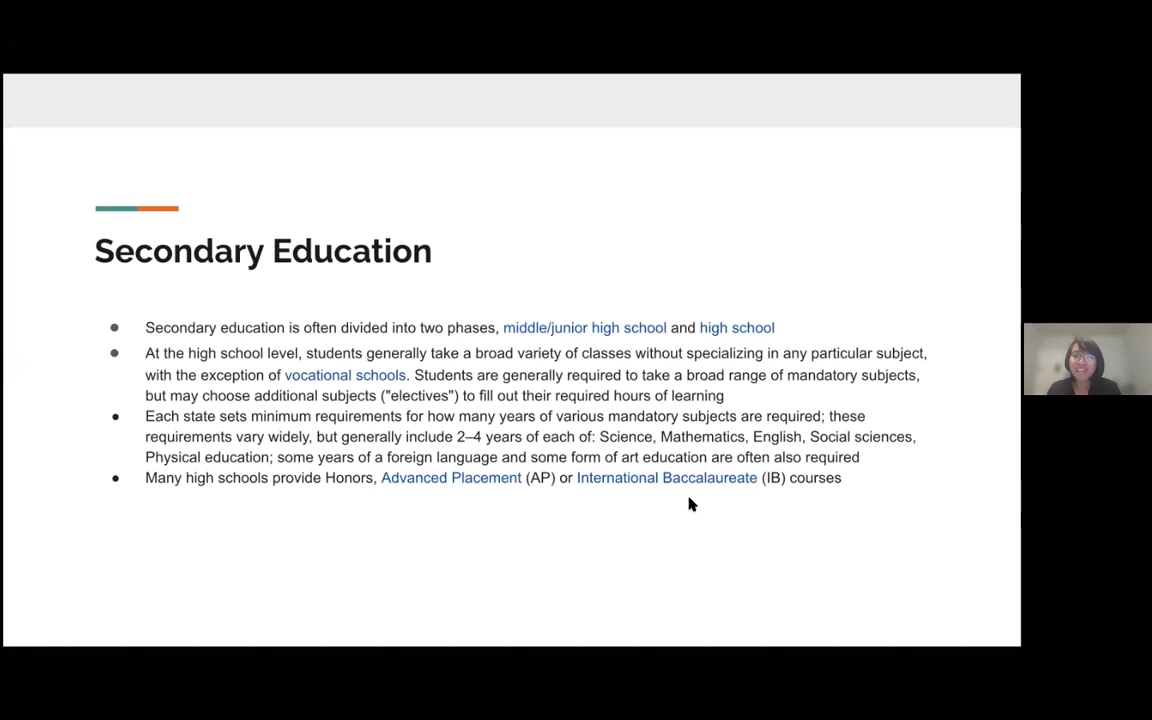 Secondary Education
● Secondary education is often divided into two phases, middle/junior high school and high school
● At the high school level, students generally take a broad variety of classes without specializing in any particular subject,
with the exception of vocational schools. Students are generally required to take a broad range of mandatory subjects,
but may choose additional subjects ("electives") to fill out their required hours of learning
● Each state sets minimum requirements for how many years of various mandatory subjects are required; these
requirements vary widely, but generally include 2–4 years of each of: Science, Mathematics, English, Social sciences,
Physical education; some years of a foreign language and some form of art education are often also required
● Many high schools provide Honors, Advanced Placement (AP) or International Baccalaureate (IB) courses